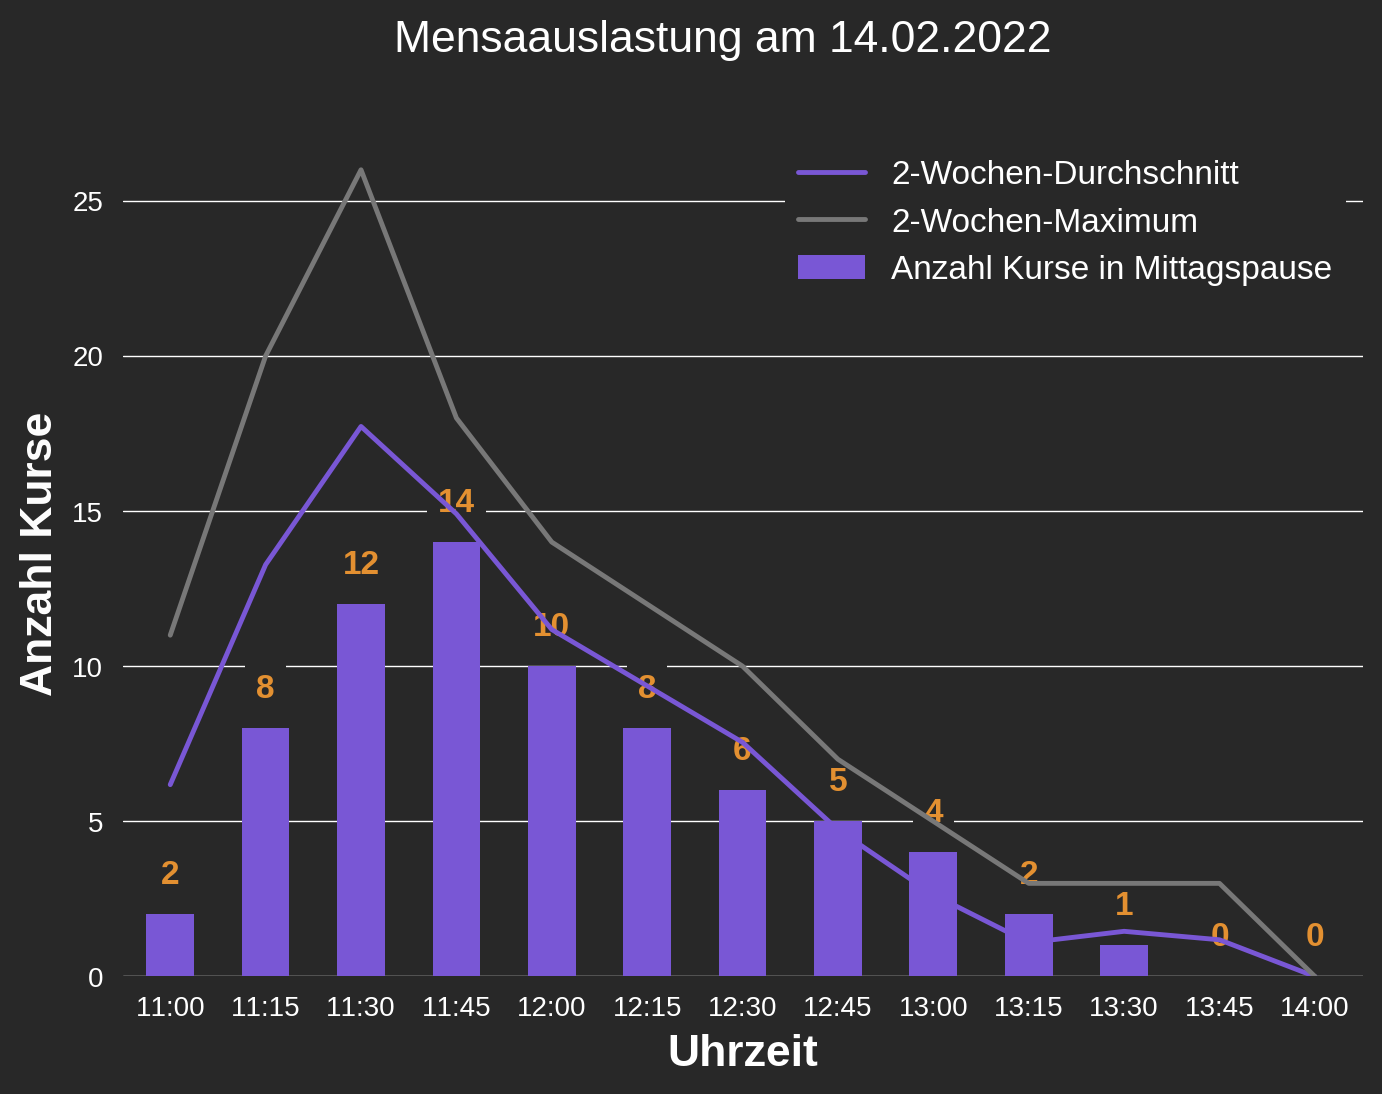 Mensaauslastung am 14.02.2022
2-Wochen-Durchschnitt
2-Wochen-Maximum
Anzahl Kurse in Mittagspause
Anzahl Kurse
25
20
15
10
5
0
2
8
12
14
10
8
6
5
4
2
1
0
0
11:00 11:15 11:30 11:45 12:00 12:15 12:30 12:45 13:00 13:15 13:30 13:45 14:00
Uhrzeit